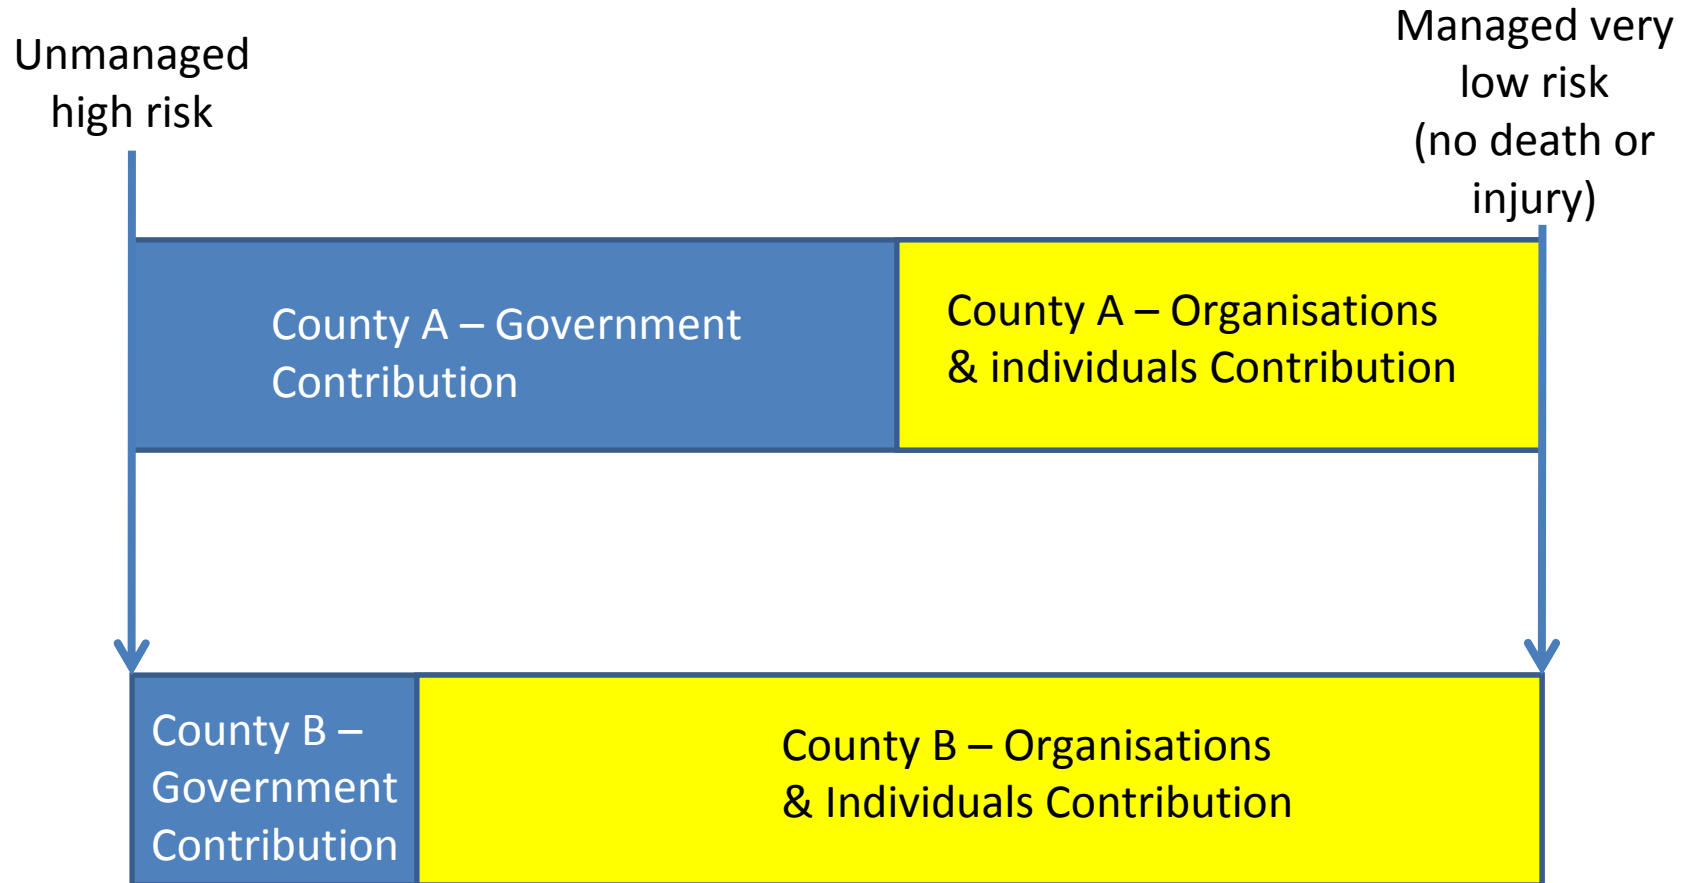 Unmanaged
high risk
Managed very
low risk
(no death or
injury)
County A – Government
Contribution
County A – Organisations
& individuals Contribution
County B –
Government
Contribution
County B – Organisations
& Individuals Contribution